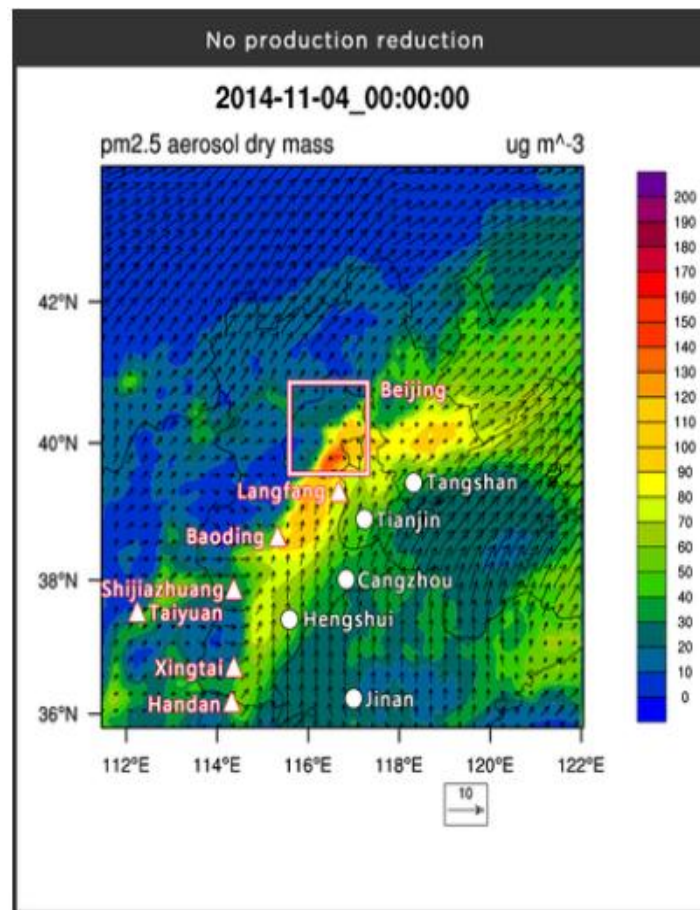 No production reduction
2014-11-04_00:00:00
pm2.5 aerosol dry mass ug m^-3
200
190
180
170
160
150
140
130
120
110
100
90
80
70
60
50
40
30
20
10
0
42°N
40°N
38°N
36°N
Beijing
Langfang
Tangshan
Tianjin
Baoding
Cangzhou
Shijiazhuang
Taiyuan
Hengshui
Xingtai
Handan
Jinan
112°E 114°E 116°E 118°E 120°E 122°E
10